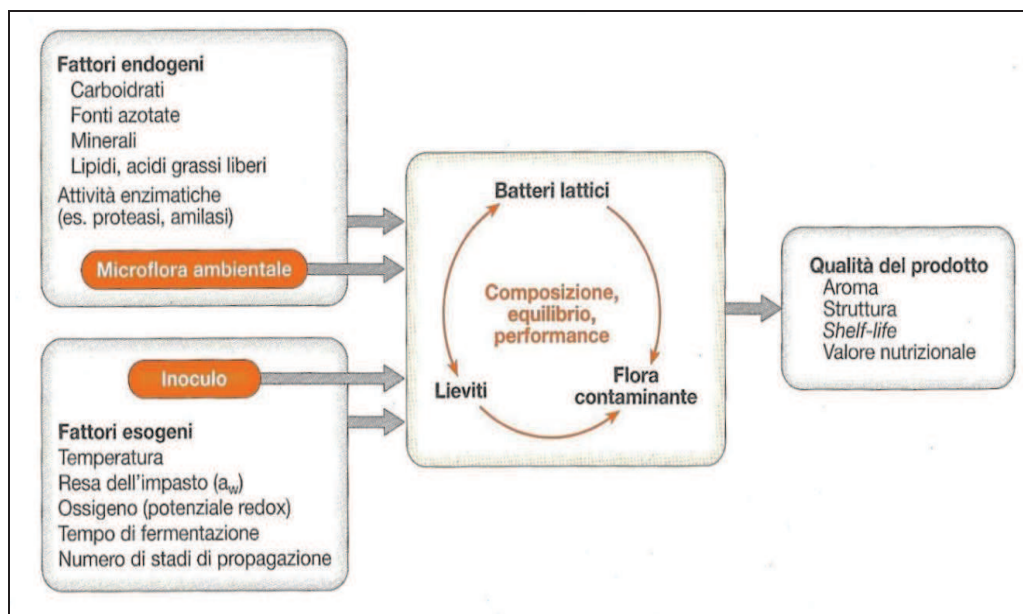 Fattori endogeni
Carboidrati
Fonti azotate
Minerali
Lipidi, acidi grassi liberi
Attività enzimatiche
(es. proteasi, amilasi)
Microflora ambientale
Inoculo
Fattori esogeni
Temperatura
Resa dell'impasto (aw)
Ossigeno (potenziale redox)
Tempo di fermentazione
Numero di stadi di propagazione
Batteri lattici
Composizione,
equilibrio,
performance
Lieviti
Flora
contaminante
Qualità del prodotto
Aroma
Struttura
Shelf-life
Valore nutrizionale